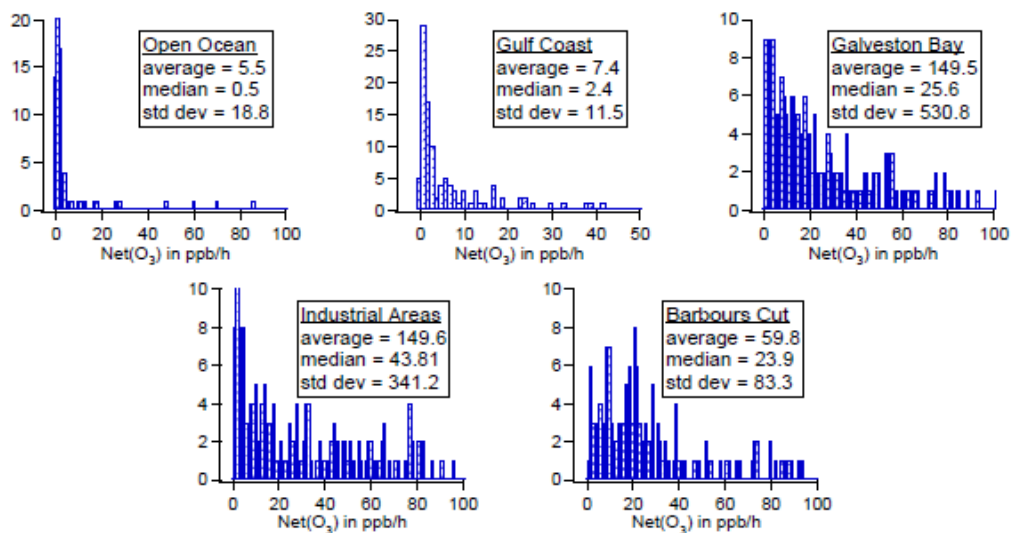 20
15
10
5
0
0 20 40 60 80 100
Net(O₃) in ppb/h
Open Ocean
average = 5.5
median = 0.5
std dev = 18.8
30
25
20
15
10
5
0
0 10 20 30 40 50
Net(O₃) in ppb/h
Gulf Coast
average = 7.4
median = 2.4
std dev = 11.5
10
8
6
4
2
0
0 20 40 60 80 100
Net(O₃) in ppb/h
Galveston Bay
average = 149.5
median = 25.6
std dev = 530.8
10
8
6
4
2
0
0 20 40 60 80 100
Net(O₃) in ppb/h
Industrial Areas
average = 149.6
median = 43.81
std dev = 341.2
10
8
6
4
2
0
0 20 40 60 80 100
Net(O₃) in ppb/h
Barbours Cut
average = 59.8
median = 23.9
std dev = 83.3